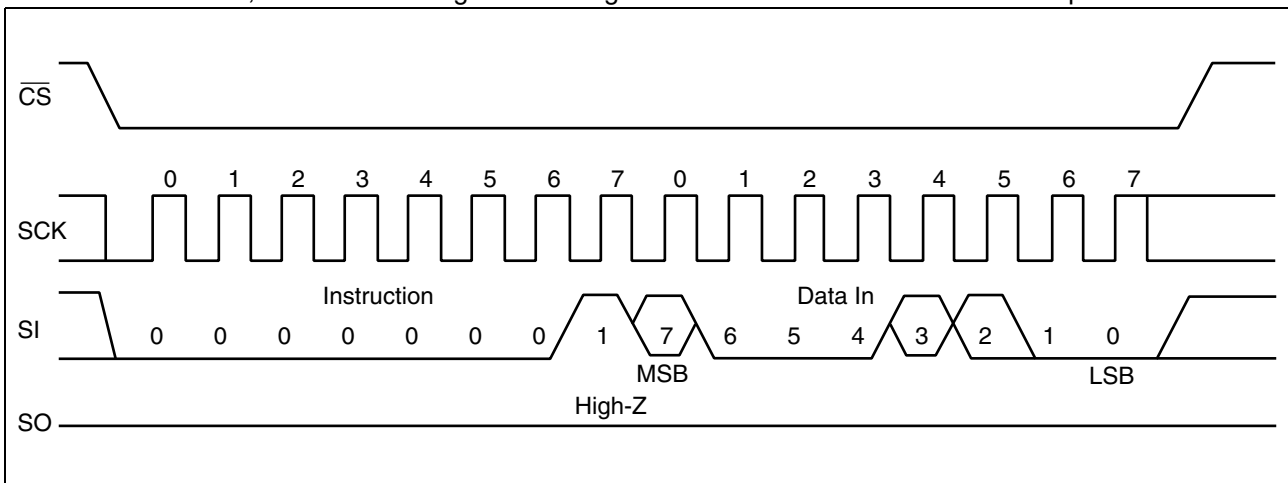 CS
0 1 2 3 4 5 6 7 0 1 2 3 4 5 6 7
SCK
Instruction Data In
SI 0 0 0 0 0 0 0 1 7 6 5 4 3 2 1 0
MSB LSB
High-Z
SO